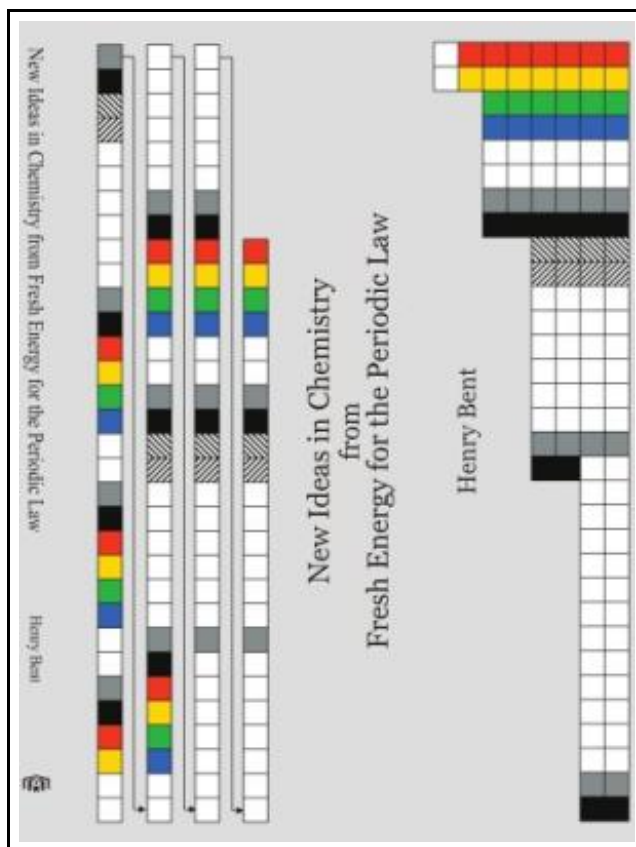 New Ideas in Chemistry from Fresh Energy for the Periodic Law
Henry Bent
New Ideas in Chemistry
from
Fresh Energy for the Periodic Law
Henry Bent